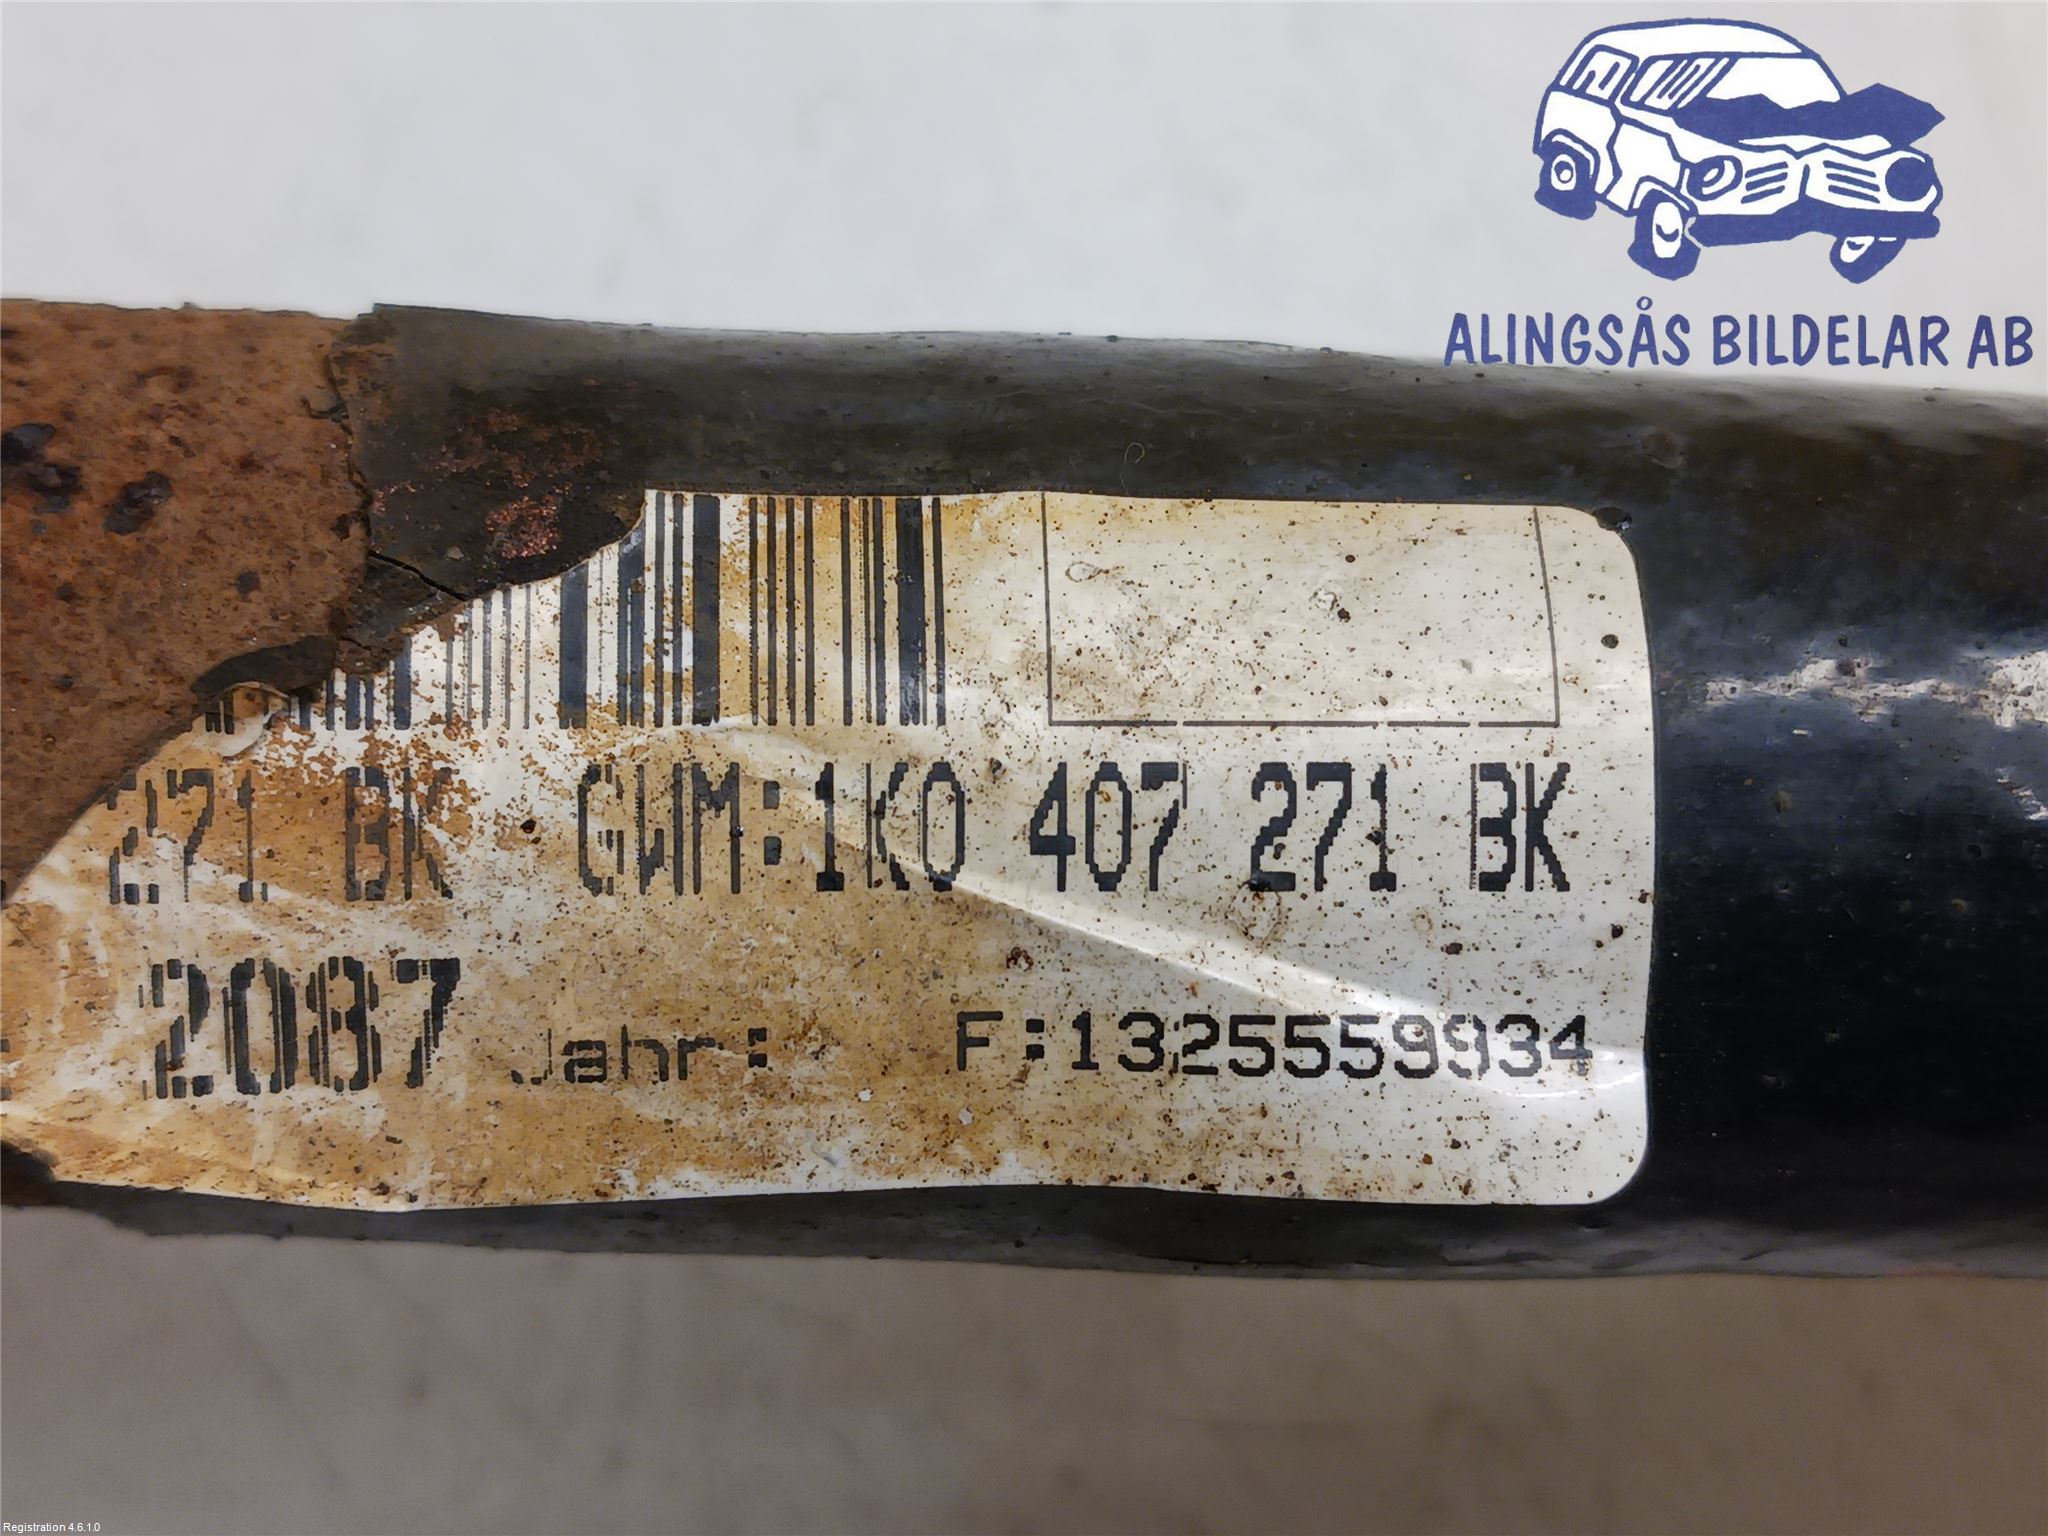 ALINGSÅS BILDELAR AB
271 BK GWM:1K0 407 271 BK
2087 Jahr: F:1325559934
Registration 4.6.1.0